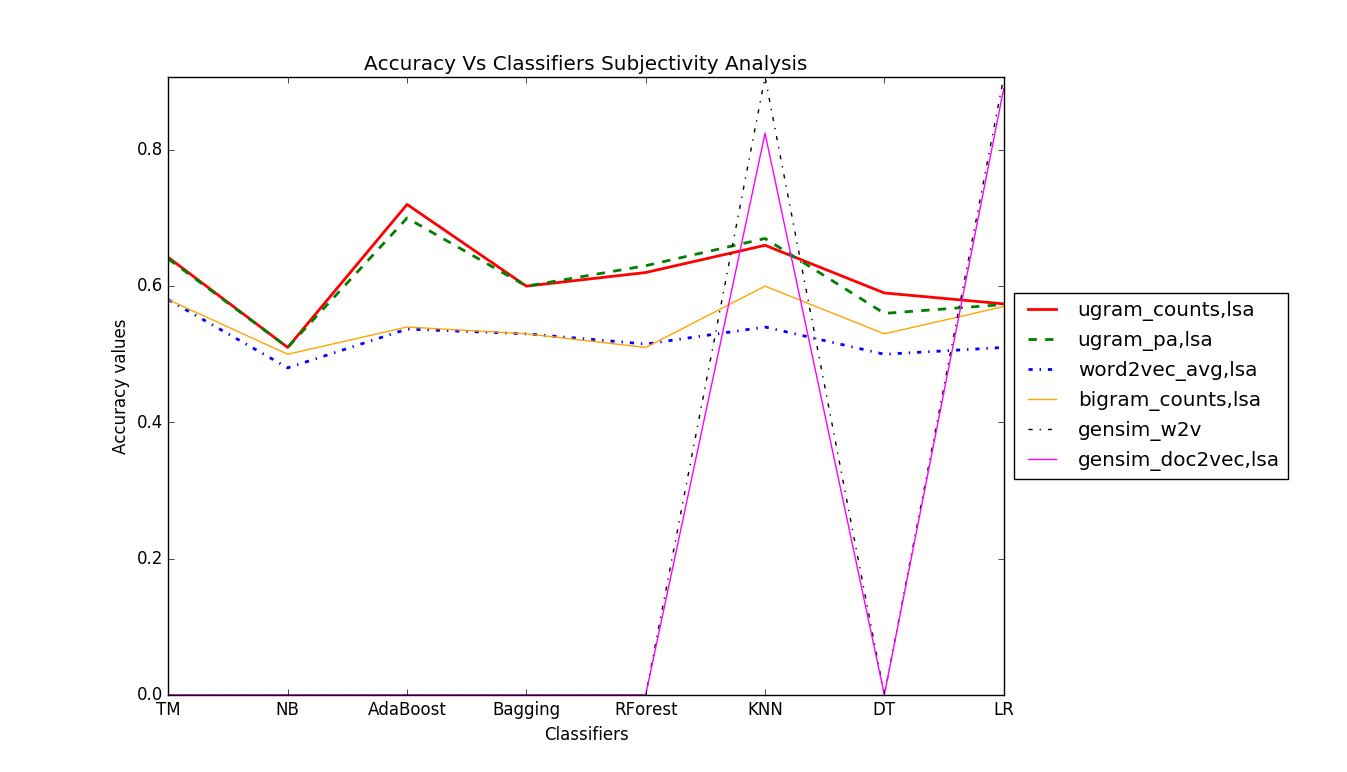 Accuracy Vs Classifiers Subjectivity Analysis
Accuracy values
0.8
0.6
0.4
0.2
0.0
TM NB AdaBoost Bagging RForest KNN DT LR
Classifiers
ugram_counts,lsa
ugram_pa,lsa
word2vec_avg,lsa
bigram_counts,lsa
gensim_w2v
gensim_doc2vec,lsa